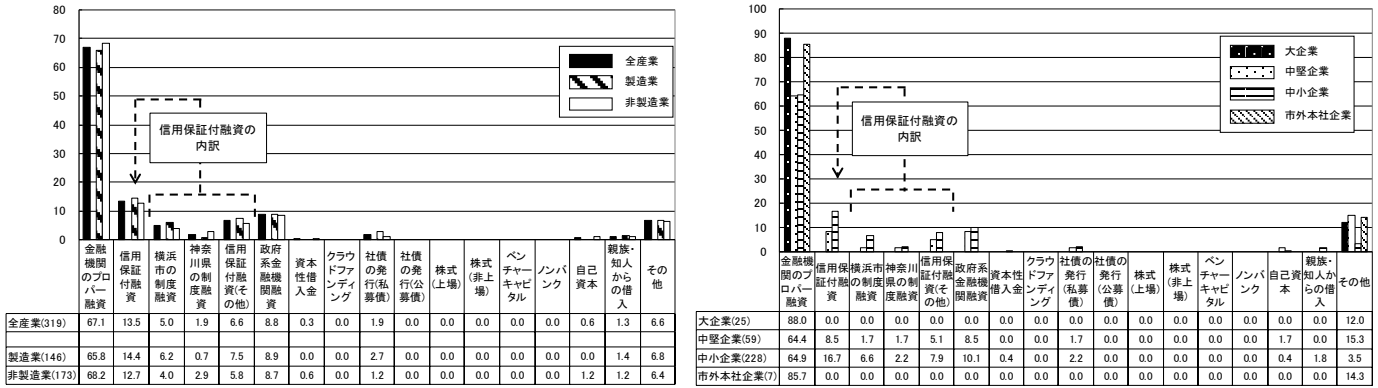 80
70
60
50
40
30
20
10
0
全産業
製造業
非製造業
信用保証付融資の
内訳
金融機関のプロパー融資
信用保証付融資
横浜市の制度融資
神奈川県の制度融資
信用保証付融資(その他)
政府系金融機関融資
資本性借入金
クラウドファンディング
社債の発行(私募債)
社債の発行(公募債)
株式(上場)
株式(非上場)
ベンチャーキャピタル
ノンバンク
自己資本
親族・知人からの借入
その他
全産業(319) 67.1 13.5 5.0 1.9 6.6 8.8 0.3 0.0 1.9 0.0 0.0 0.0 0.0 0.0 0.6 1.3 6.6
製造業(146) 65.8 14.4 6.2 0.7 7.5 8.9 0.0 0.0 2.7 0.0 0.0 0.0 0.0 0.0 0.0 1.4 6.8
非製造業(173) 68.2 12.7 4.0 2.9 5.8 8.7 0.6 0.0 1.2 0.0 0.0 0.0 0.0 0.0 1.2 1.2 6.4
100
90
80
70
60
50
40
30
20
10
0
大企業
中堅企業
中小企業
市外本社企業
信用保証付融資の
内訳
金融機関のプロパー融資
信用保証付融資
横浜市の制度融資
神奈川県の制度融資
信用保証付融資(その他)
政府系金融機関融資
資本性借入金
クラウドファンディング
社債の発行(私募債)
社債の発行(公募債)
株式(上場)
株式(非上場)
ベンチャーキャピタル
ノンバンク
自己資本
親族・知人からの借入
その他
大企業(25) 88.0 0.0 0.0 0.0 0.0 0.0 0.0 0.0 0.0 0.0 0.0 0.0 0.0 0.0 0.0 0.0 12.0
中堅企業(59) 64.4 8.5 1.7 1.7 5.1 8.5 0.0 0.0 1.7 0.0 0.0 0.0 0.0 0.0 1.7 0.0 15.3
中小企業(228) 64.9 16.7 6.6 2.2 7.9 10.1 0.4 0.0 2.2 0.0 0.0 0.0 0.0 0.0 0.4 1.8 3.5
市外本社企業(7) 85.7 0.0 0.0 0.0 0.0 0.0 0.0 0.0 0.0 0.0 0.0 0.0 0.0 0.0 0.0 0.0 14.3